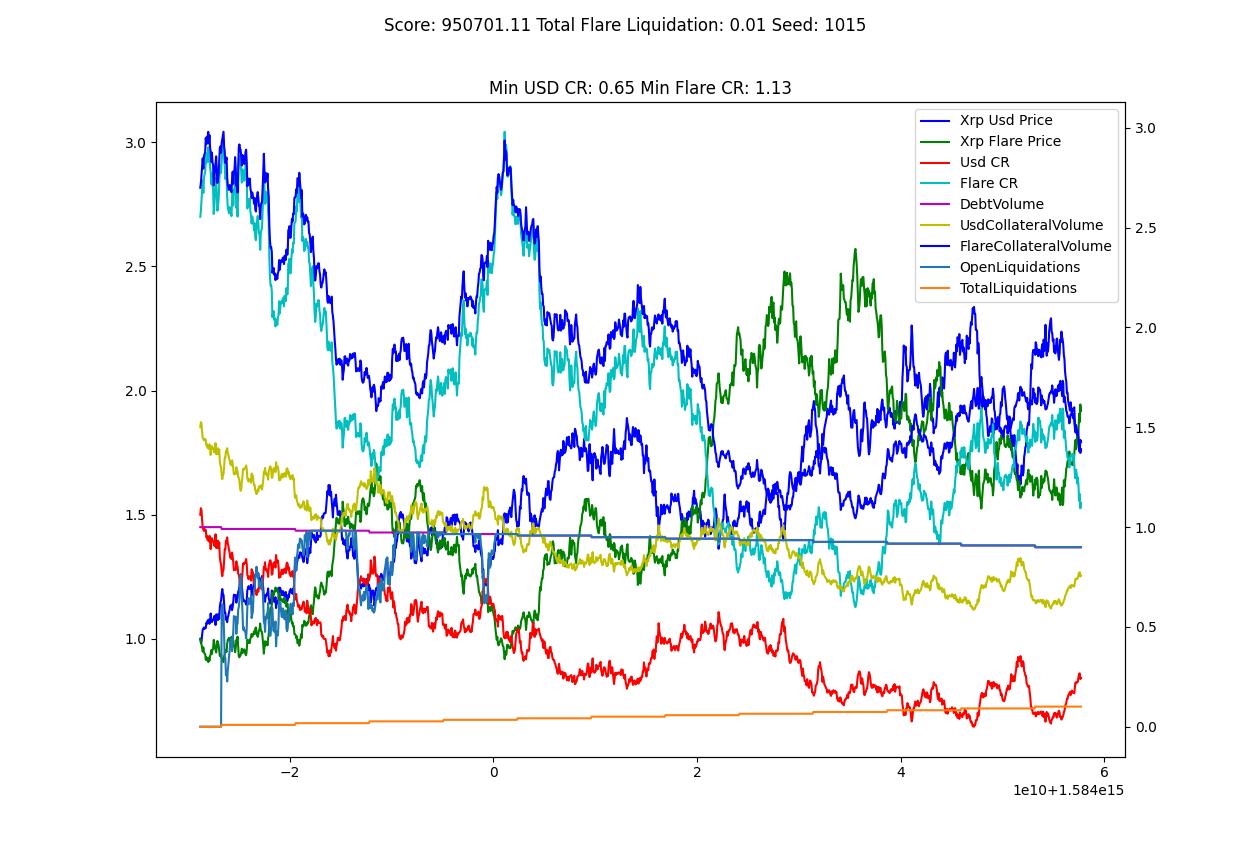 Score: 950701.11 Total Flare Liquidation: 0.01 Seed: 1015
Min USD CR: 0.65 Min Flare CR: 1.13
Xrp Usd Price
Xrp Flare Price
Usd CR
Flare CR
DebtVolume
UsdCollateralVolume
FlareCollateralVolume
OpenLiquidations
TotalLiquidations
3.0
2.5
2.0
1.5
1.0
3.0
2.5
2.0
1.5
1.0
0.5
0.0
−2 0 2 4 6
1e10+1.584e15